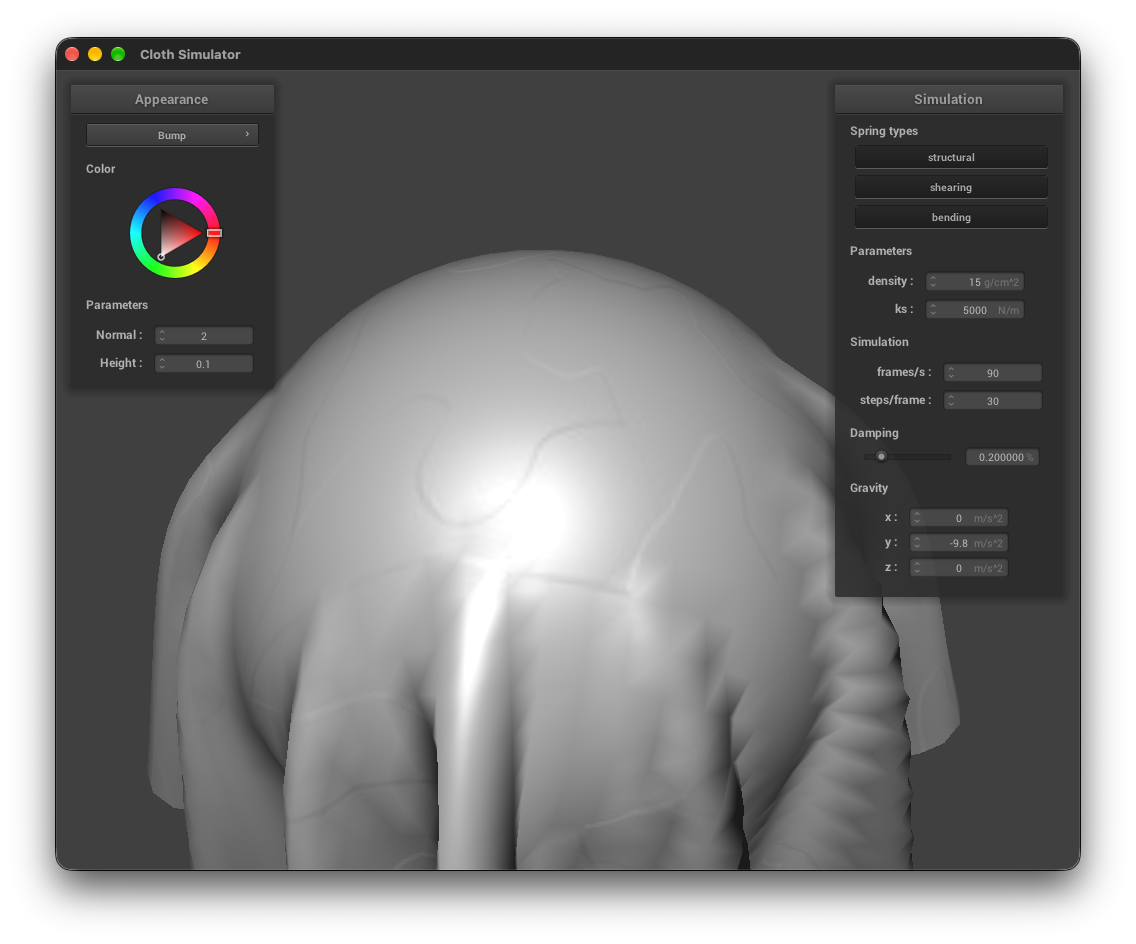 Cloth Simulator
Appearance
Bump
Color
Parameters
Normal : 2
Height : 0.1
Simulation
Spring types
structural
shearing
bending
Parameters
density : 15 g/cm^2
ks : 5000 N/m
Simulation
frames/s : 90
steps/frame : 30
Damping
0.200000 %
Gravity
x : 0 m/s^2
y : -9.8 m/s^2
z : 0 m/s^2